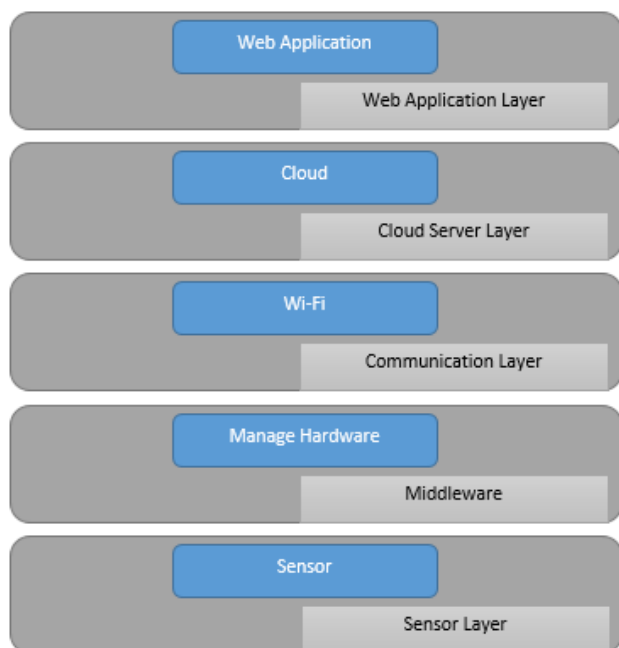 Web Application
Web Application Layer
Cloud
Cloud Server Layer
Wi-Fi
Communication Layer
Manage Hardware
Middleware
Sensor
Sensor Layer